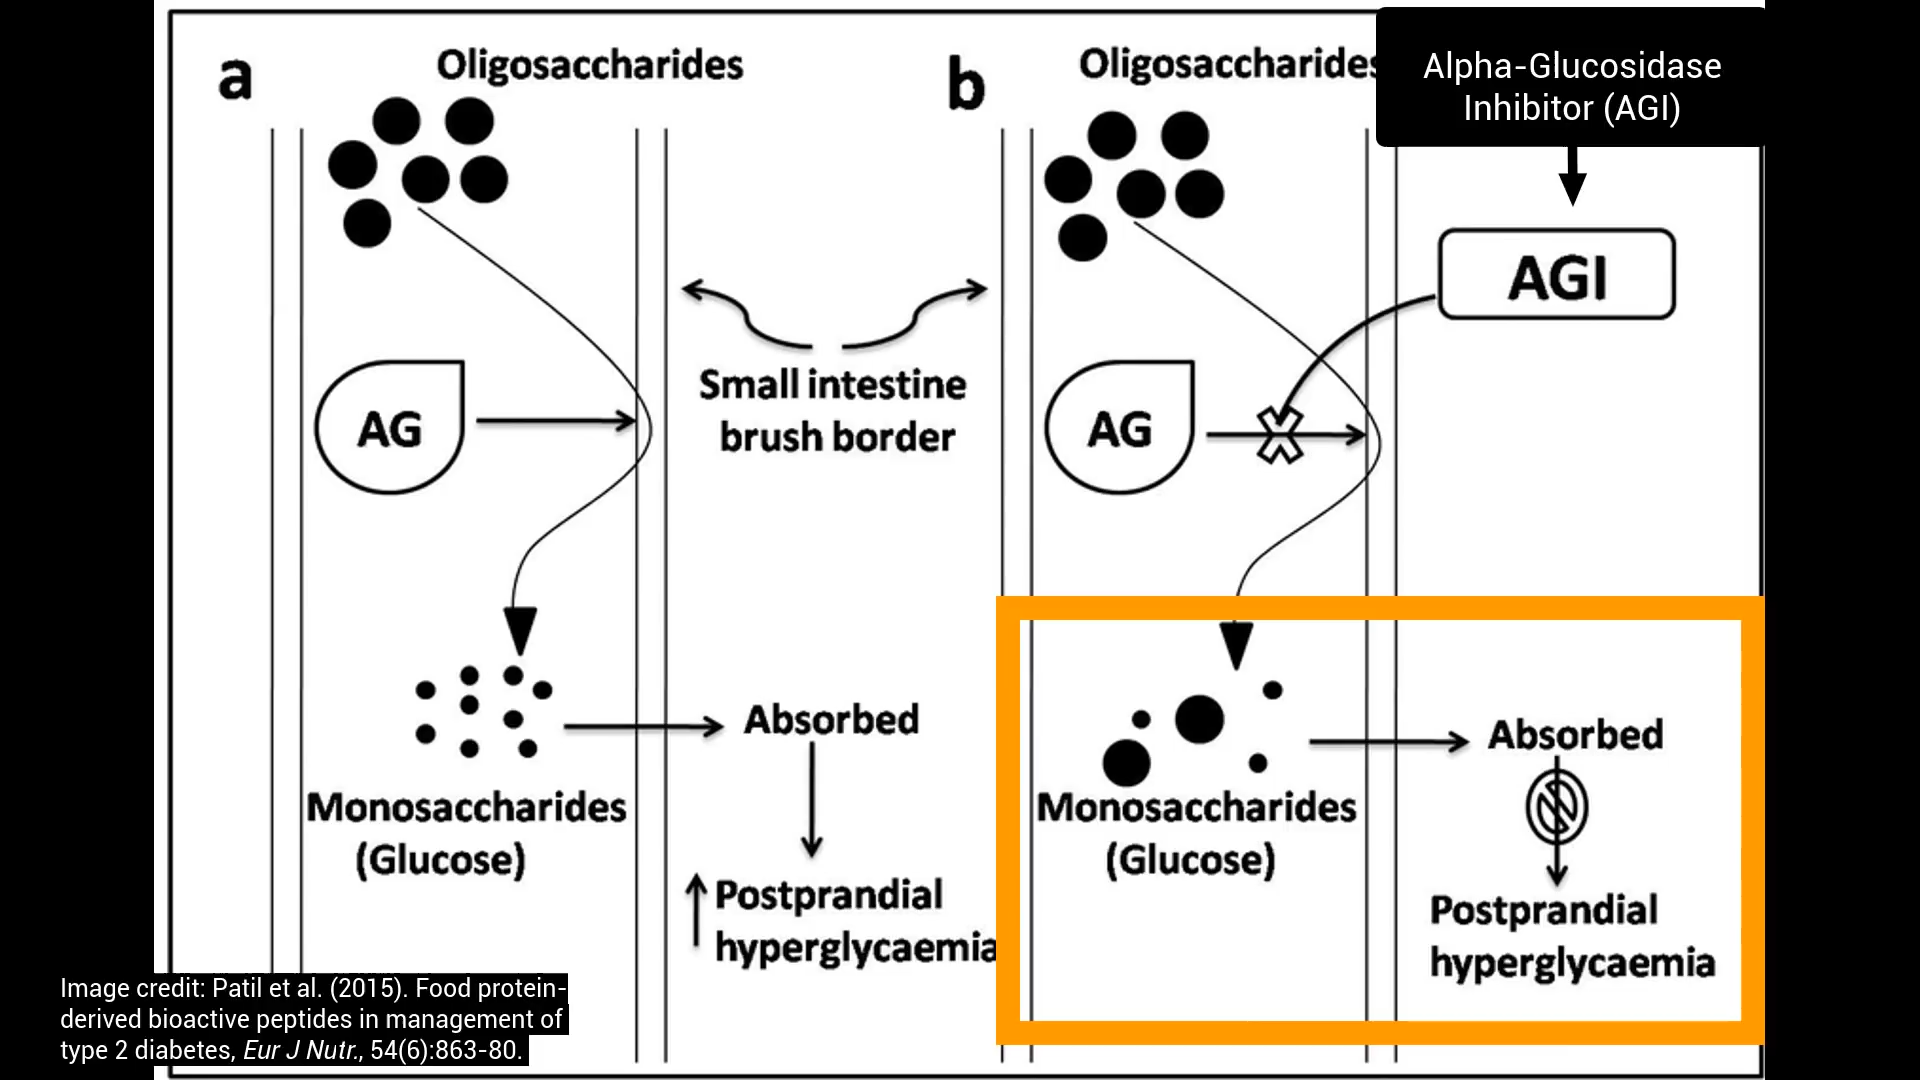 a
Oligosaccharides
AG
Small intestine
brush border
Monosaccharides
(Glucose)
Absorbed
Postprandial
hyperglycaemia
b
Oligosaccharides
Alpha-Glucosidase
Inhibitor (AGI)
AGI
AG
Monosaccharides
(Glucose)
Absorbed
Postprandial
hyperglycaemia
Image credit: Patil et al. (2015). Food protein-
derived bioactive peptides in management of
type 2 diabetes, Eur J Nutr., 54(6):863-80.